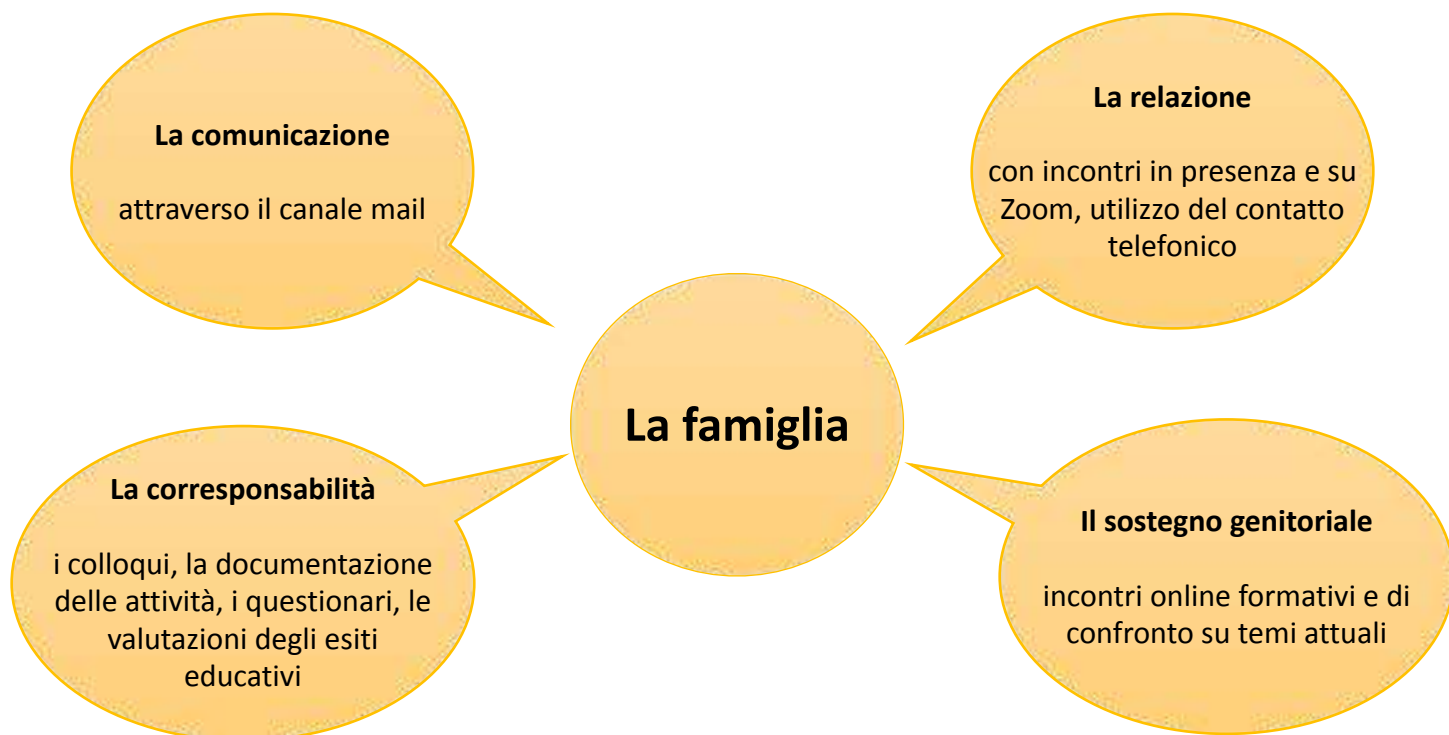 La comunicazione
attraverso il canale mail
La relazione
con incontri in presenza e su
Zoom, utilizzo del contatto
telefonico
La famiglia
La corresponsabilità
i colloqui, la documentazione
delle attività, i questionari, le
valutazioni degli esiti
educativi
Il sostegno genitoriale
incontri online formativi e di
confronto su temi attuali